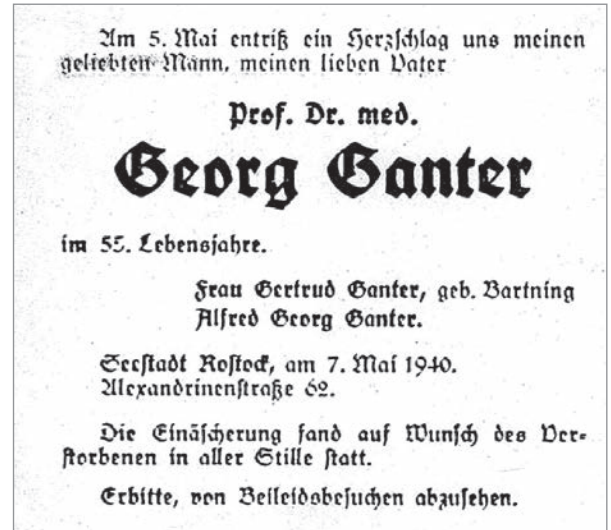 Am 5. Mai entriß ein Herzschlag uns meinen
geliebten Mann, meinen lieben Vater
Prof. Dr. med.
Georg Ganter
im 55. Lebensjahre.
Frau Gertrud Ganter, geb. Bartning
Alfred Georg Ganter.
Seestadt Rostock, am 7. Mai 1940.
Alexandrinenstraße 62.
Die Einäscherung fand auf Wunsch des Ver-
storbenen in aller Stille statt.
Erbitte, von Beileidsbesuchen abzusehen.